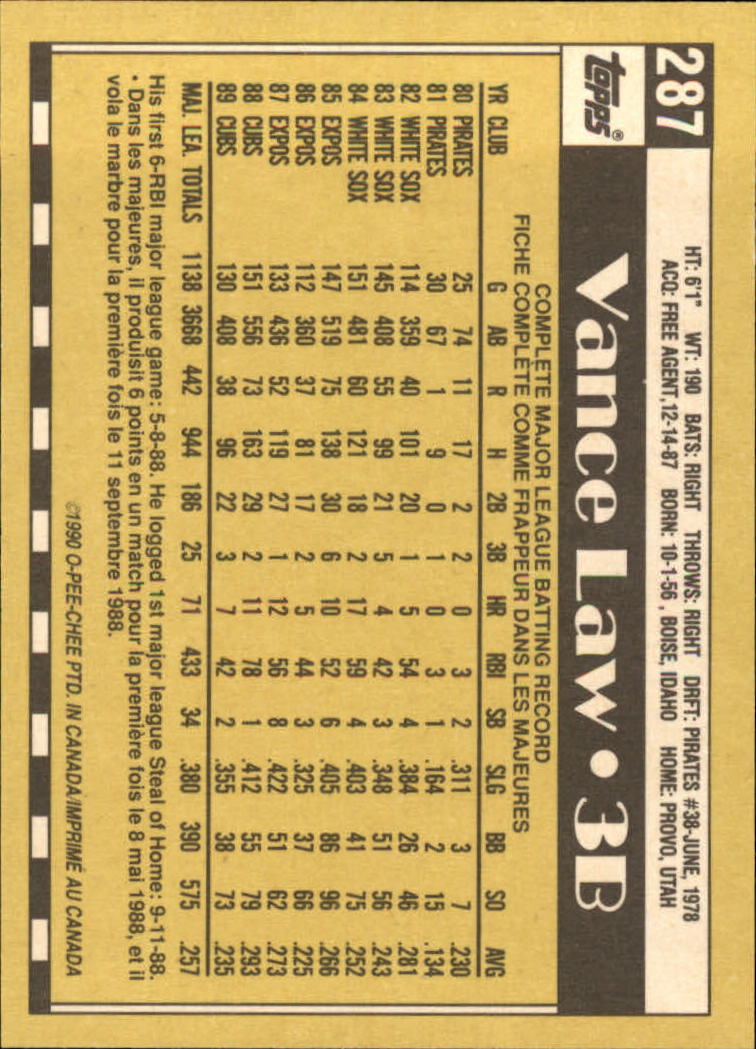 287
topps®
HT: 6'1" WT: 190 BATS: RIGHT THROWS: RIGHT DRFT: PIRATES #38-JUNE, 1978
ACQ: FREE AGENT, 12-14-87 BORN: 10-1-56, BOISE, IDAHO HOME: PROVO, UTAH
Vance Law • 3B
COMPLETE MAJOR LEAGUE BATTING RECORD
FICHE COMPLÈTE COMME FRAPPEUR DANS LES MAJEURES
YR CLUB G AB R H 2B 3B HR RBI SB SLG BB SO AVG
80 PIRATES 25 74 11 17 2 2 0 3 2 .311 3 7 .230
81 PIRATES 30 67 1 9 0 1 0 3 1 .164 2 15 .134
82 WHITE SOX 114 359 40 101 20 1 5 54 4 .384 26 46 .281
83 WHITE SOX 145 408 55 99 21 5 4 42 3 .348 51 56 .243
84 WHITE SOX 151 481 60 121 18 2 17 59 4 .403 41 75 .252
85 EXPOS 147 519 75 138 30 6 10 52 6 .405 86 96 .266
86 EXPOS 112 360 37 81 17 2 5 44 3 .325 37 66 .225
87 EXPOS 133 436 52 119 27 1 12 56 8 .422 51 62 .273
88 CUBS 151 556 73 163 29 2 11 78 1 .412 55 79 .293
89 CUBS 130 408 38 96 22 3 7 42 2 .355 38 73 .235
MAJ. LEA. TOTALS 1138 3668 442 944 186 25 71 433 34 .380 390 575 .257
His first 6-RBI major league game: 5-8-88. He logged 1st major league Steal of Home: 9-11-88.
• Dans les majeures, il produisit 6 points en un match pour la première fois le 8 mai 1988, et il
vola le marbre pour la première fois le 11 septembre 1988.
©1990 O-PEE-CHEE PTD. IN CANADA/IMPRIMÉ AU CANADA